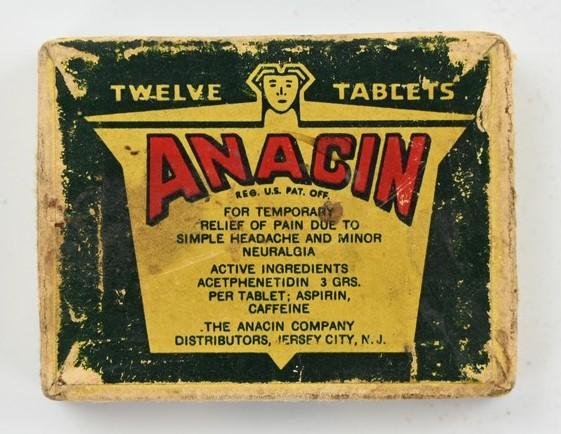 TWELVE TABLETS
ANACIN
REG. U.S. PAT. OFF.
FOR TEMPORARY
RELIEF OF PAIN DUE TO
SIMPLE HEADACHE AND MINOR
NEURALGIA
ACTIVE INGREDIENTS
ACETPHENETIDIN 3 GRS.
PER TABLET; ASPIRIN,
CAFFEINE
THE ANACIN COMPANY
DISTRIBUTORS, JERSEY CITY, N. J.